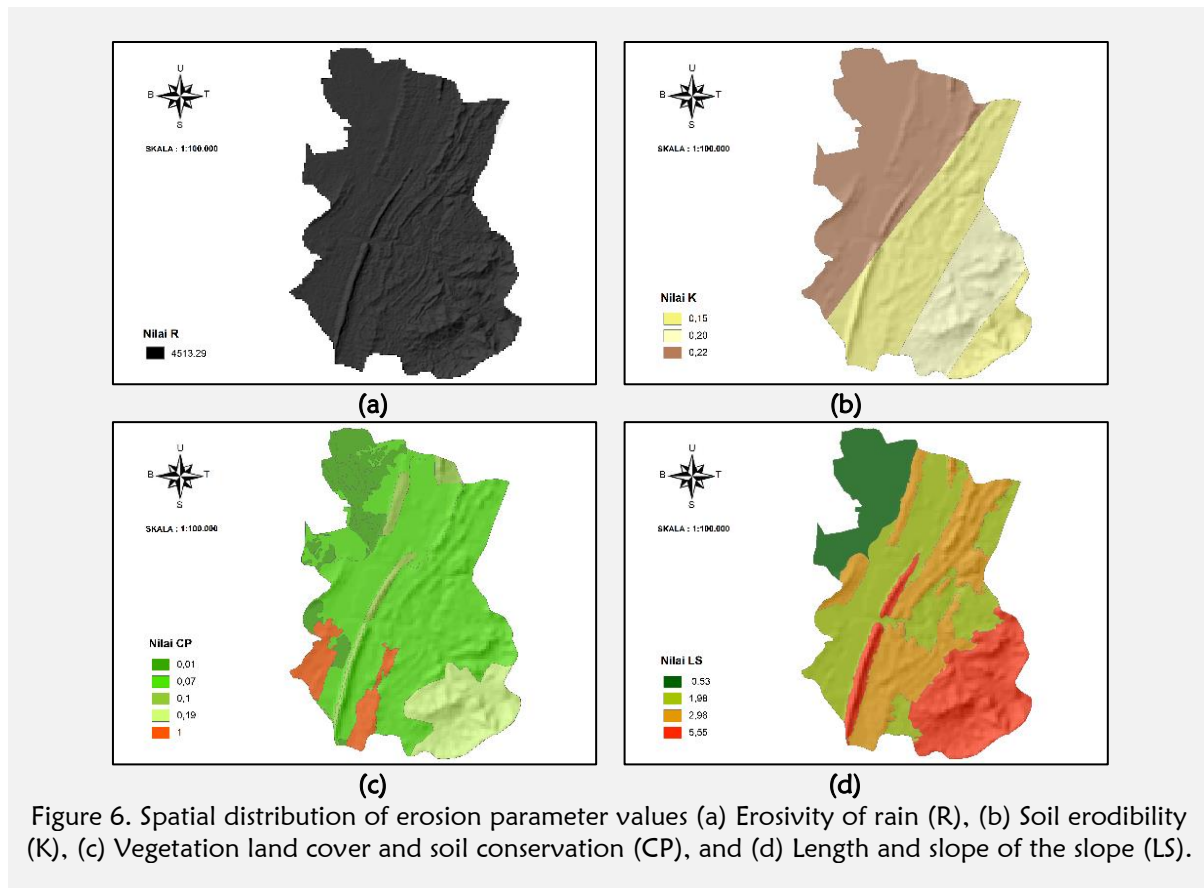 U
B T
S
SKALA : 1:100.000
Nilai R
4513.29
(a)
U
B T
S
SKALA : 1:100.000
Nilai K
0,15
0,20
0,22
(b)
U
B T
S
SKALA : 1:100.000
Nilai CP
0,01
0,07
0,1
0,19
1
(c)
U
B T
S
SKALA : 1:100.000
Nilai LS
0.53
1,98
2,98
5,55
(d)
Figure 6. Spatial distribution of erosion parameter values (a) Erosivity of rain (R), (b) Soil erodibility
(K), (c) Vegetation land cover and soil conservation (CP), and (d) Length and slope of the slope (LS).